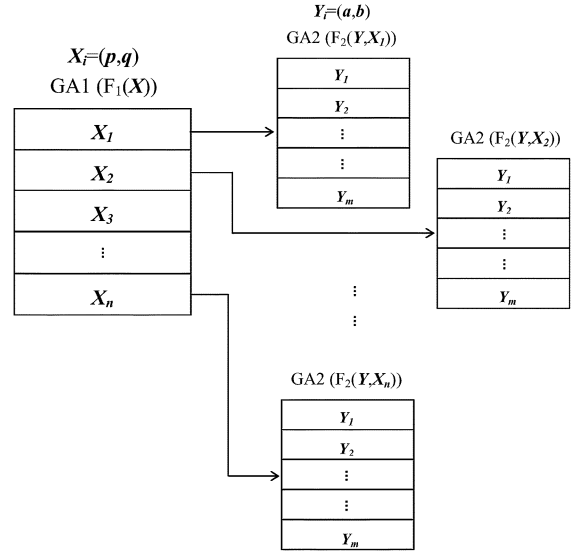 Xi=(p,q)
GA1 (F1(X))
X1
X2
X3
⋮
Xn
Yi=(a,b)
GA2 (F2(Y,X1))
Y1
Y2
⋮
⋮
Ym
GA2 (F2(Y,X2))
Y1
Y2
⋮
⋮
Ym
⋮
⋮
GA2 (F2(Y,Xn))
Y1
Y2
⋮
⋮
Ym